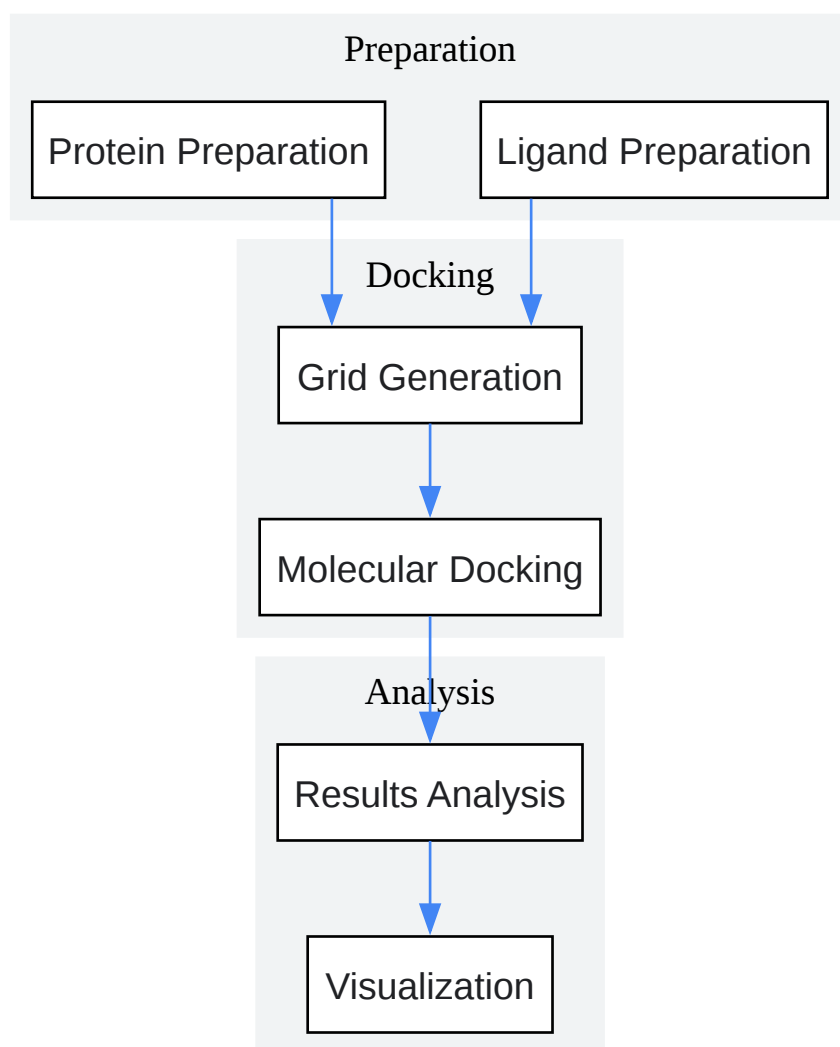 Preparation
Protein Preparation
Ligand Preparation
Docking
Grid Generation
Molecular Docking
Analysis
Results Analysis
Visualization